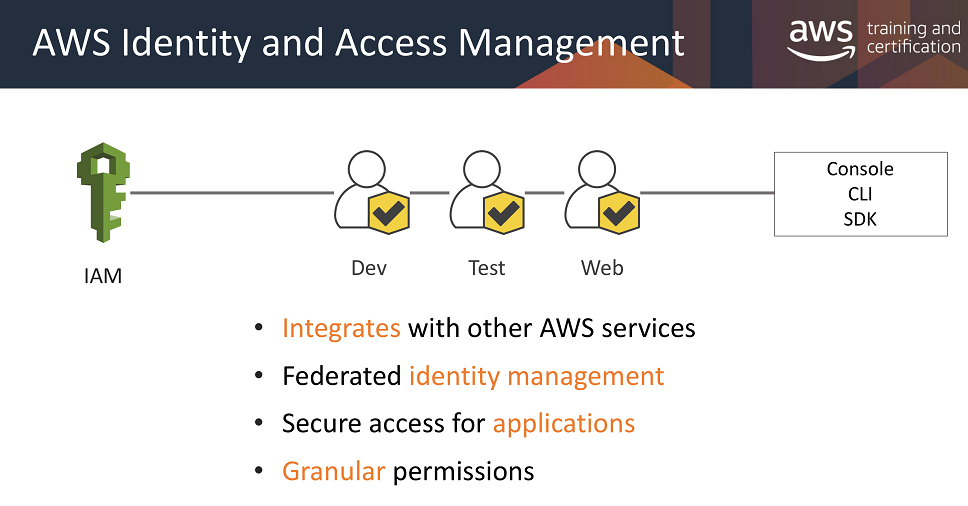 AWS Identity and Access Management
aws training and
certification
Console
CLI
SDK
IAM
Dev
Test
Web
• Integrates with other AWS services
• Federated identity management
• Secure access for applications
• Granular permissions